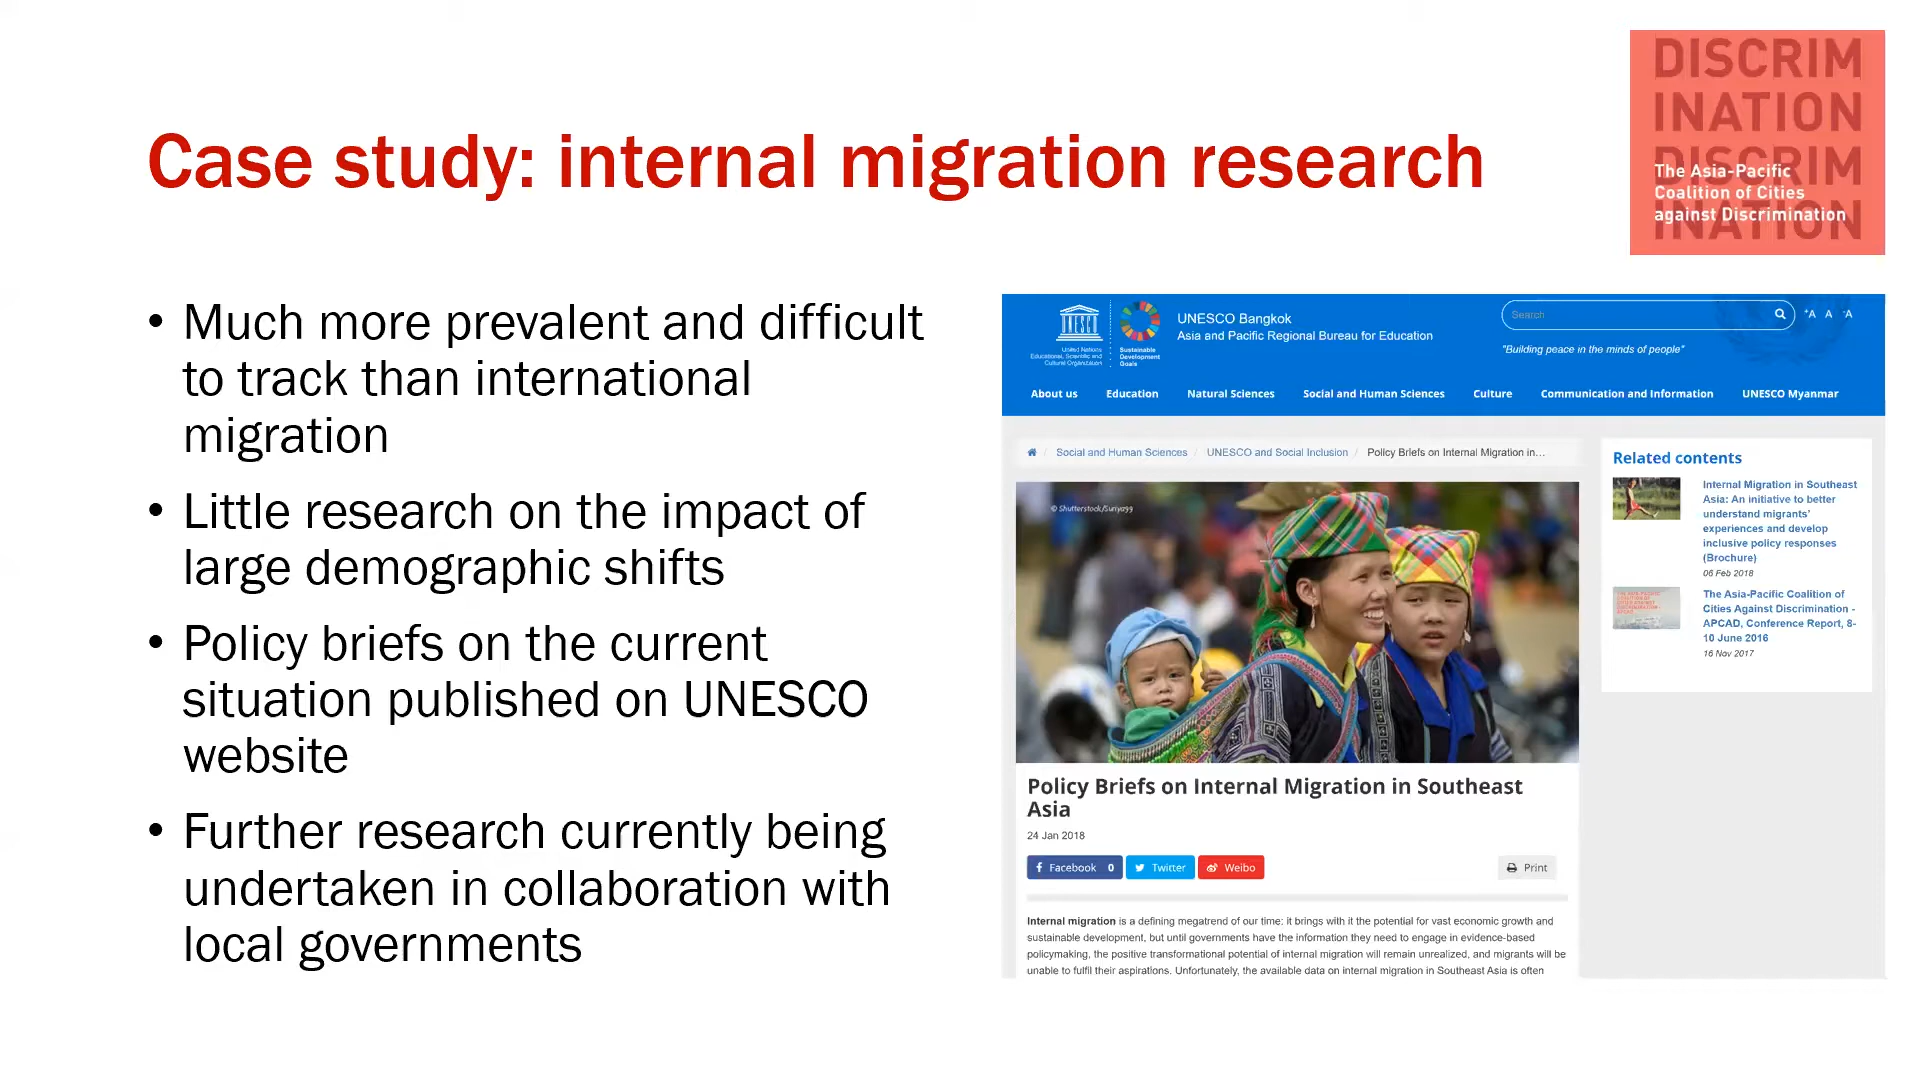 DISCRIM
INATION
DISCRIM
INATION
The Asia-Pacific
Coalition of Cities
against Discrimination
Case study: internal migration research
• Much more prevalent and difficult
to track than international
migration
• Little research on the impact of
large demographic shifts
• Policy briefs on the current
situation published on UNESCO
website
• Further research currently being
undertaken in collaboration with
local governments
UNESCO
United Nations
Educational, Scientific and
Cultural Organization
Sustainable
Development
Goals
UNESCO Bangkok
Asia and Pacific Regional Bureau for Education
Search
+A A -A
"Building peace in the minds of people"
About us Education Natural Sciences Social and Human Sciences Culture Communication and Information UNESCO Myanmar
/ Social and Human Sciences / UNESCO and Social Inclusion / Policy Briefs on Internal Migration in...
© Shutterstock/Suriya99
Policy Briefs on Internal Migration in Southeast
Asia
24 Jan 2018
Facebook 0 Twitter Weibo Print
Internal migration is a defining megatrend of our time: it brings with it the potential for vast economic growth and
sustainable development, but until governments have the information they need to engage in evidence-based
policymaking, the positive transformational potential of internal migration will remain unrealized, and migrants will be
unable to fulfil their aspirations. Unfortunately, the available data on internal migration in Southeast Asia is often
Related contents
Internal Migration in Southeast
Asia: An initiative to better
understand migrants'
experiences and develop
inclusive policy responses
(Brochure)
06 Feb 2018
The Asia-Pacific Coalition of
Cities Against Discrimination -
APCAD, Conference Report, 8-
10 June 2016
16 Nov 2017